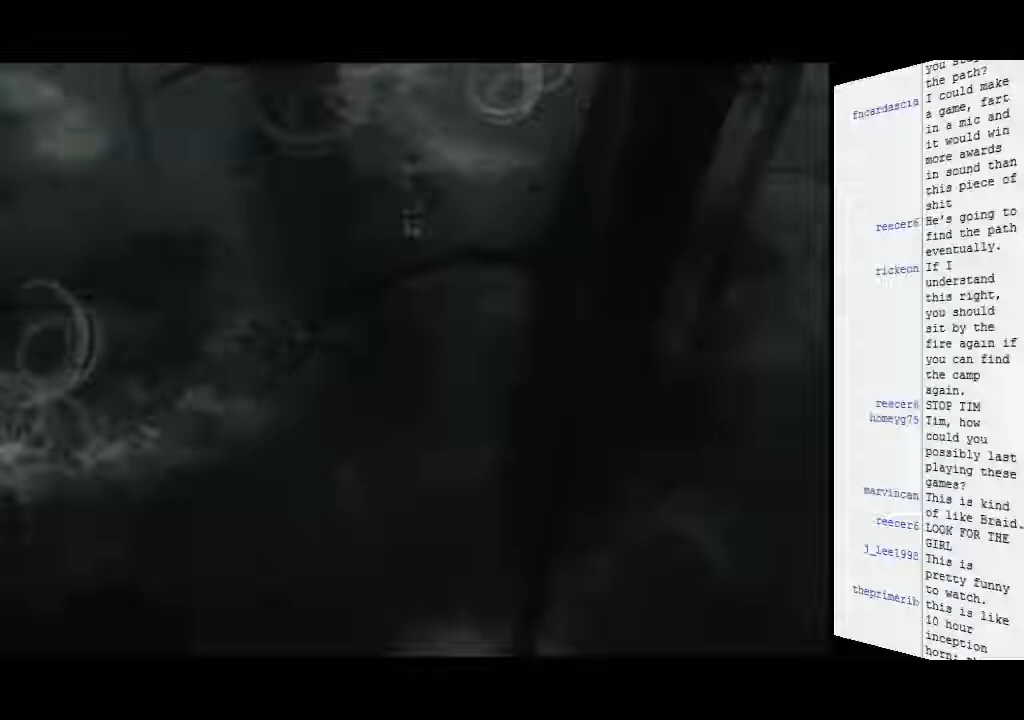 the path?
fncardascia I could make
a game, fart
in a mic and
it would win
more awards
in sound than
this piece of
shit
reecer6 He's going to
find the path
eventually.
rickeon If I
understand
this right,
you should
sit by the
fire again if
you can find
the camp
again.
reecer6 STOP TIM
homeyg75 Tim, how
could you
possibly last
playing these
games?
marvincan This is kind
of like Braid.
reecer6 LOOK FOR THE
GIRL
j_lee1998 This is
pretty funny
to watch.
theprimerib this is like
10 hour
inception
horn: